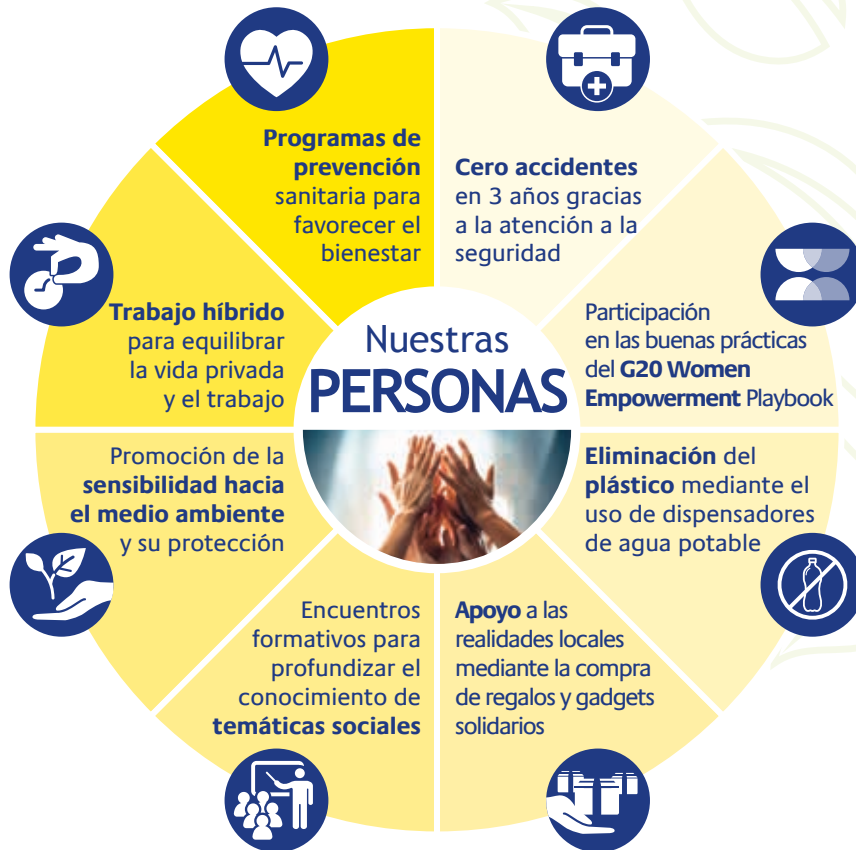 Nuestras
PERSONAS
Cero accidentes
en 3 años gracias
a la atención a la
seguridad
Participación
en las buenas prácticas
del G20 Women
Empowerment Playbook
Eliminación del
plástico mediante el
uso de dispensadores
de agua potable
Apoyo a las
realidades locales
mediante la compra
de regalos y gadgets
solidarios
Encuentros
formativos para
profundizar el
conocimiento de
temáticas sociales
Promoción de la
sensibilidad hacia
el medio ambiente
y su protección
Trabajo híbrido
para equilibrar
la vida privada
y el trabajo
Programas de
prevención
sanitaria para
favorecer el
bienestar